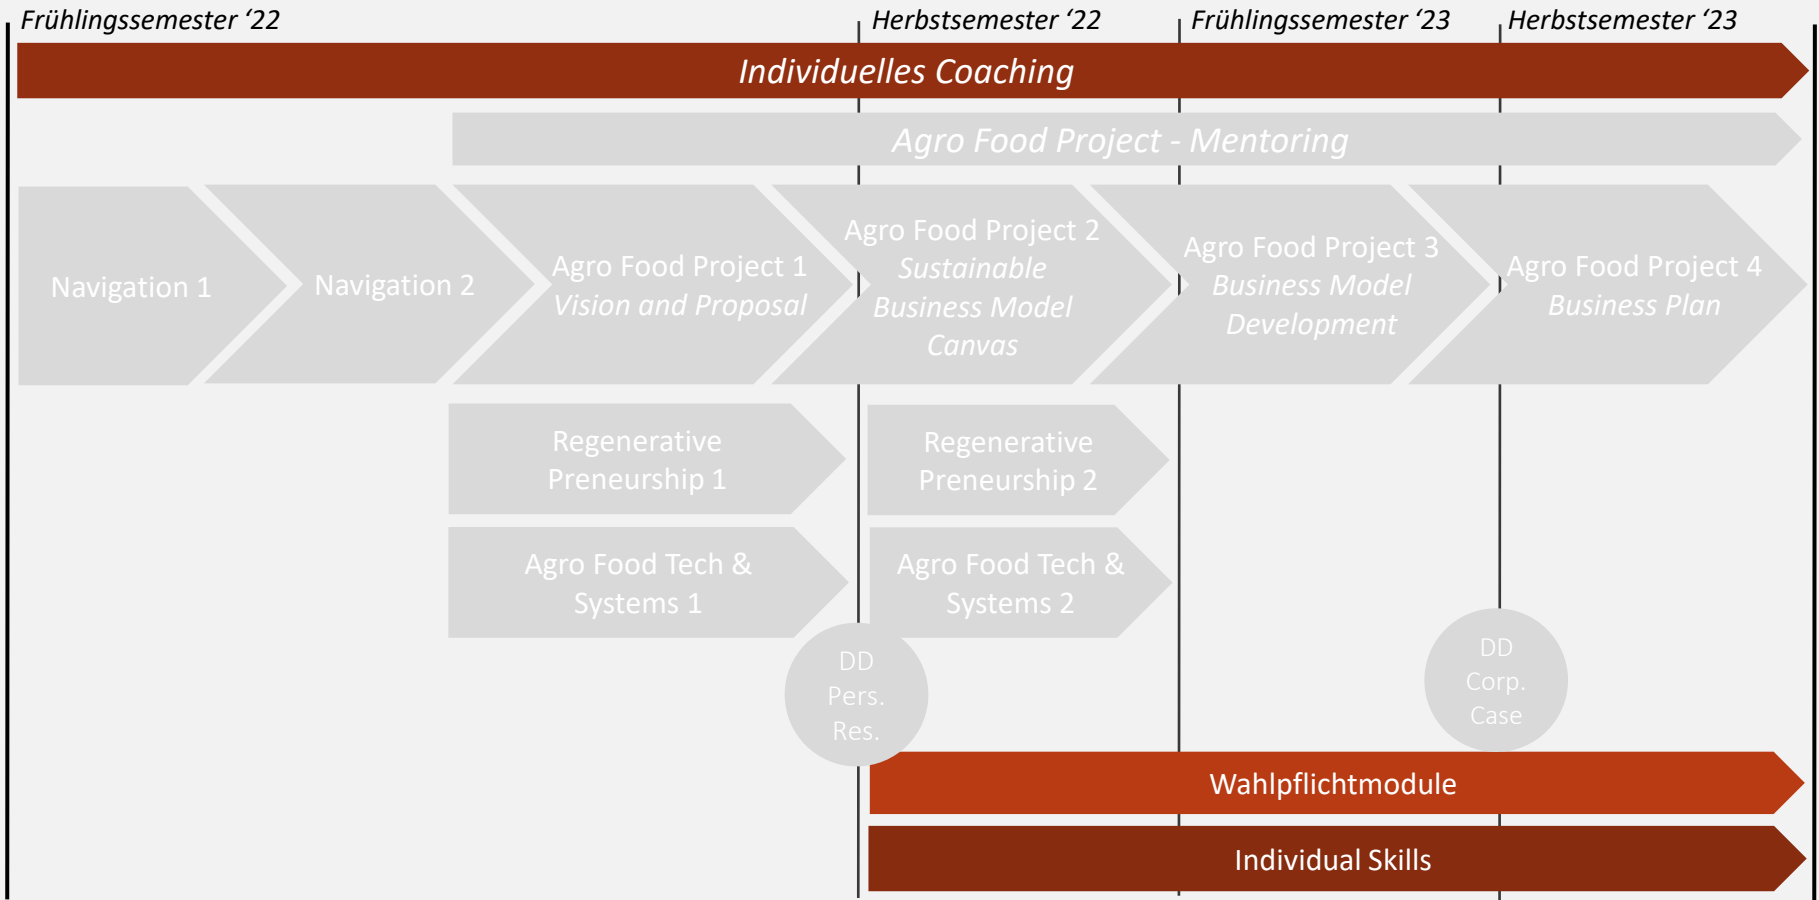 Frühlingssemester ‘22
Herbstsemester ‘22
Frühlingssemester ‘23
Herbstsemester ‘23
Individuelles Coaching
Agro Food Project - Mentoring
Navigation 1
Navigation 2
Agro Food Project 1
Vision and Proposal
Agro Food Project 2
Sustainable
Business Model
Canvas
Agro Food Project 3
Business Model
Development
Agro Food Project 4
Business Plan
Regenerative
Preneurship 1
Regenerative
Preneurship 2
Agro Food Tech &
Systems 1
Agro Food Tech &
Systems 2
DD
Pers.
Res.
DD
Corp.
Case
Wahlpflichtmodule
Individual Skills